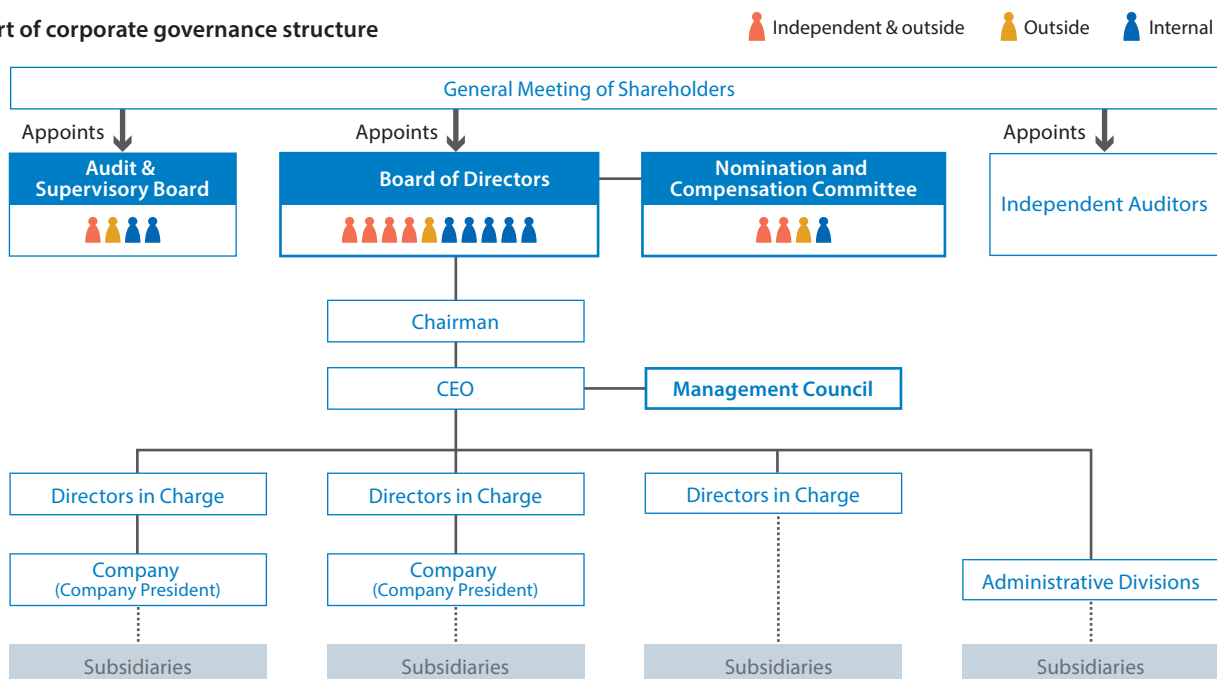 rt of corporate governance structure
Independent & outside
Outside
Internal
General Meeting of Shareholders
Appoints
Appoints
Appoints
Audit &
Supervisory Board
Board of Directors
Nomination and
Compensation Committee
Independent Auditors
Chairman
CEO
Management Council
Directors in Charge
Directors in Charge
Directors in Charge
Company
(Company President)
Company
(Company President)
Administrative Divisions
Subsidiaries
Subsidiaries
Subsidiaries
Subsidiaries